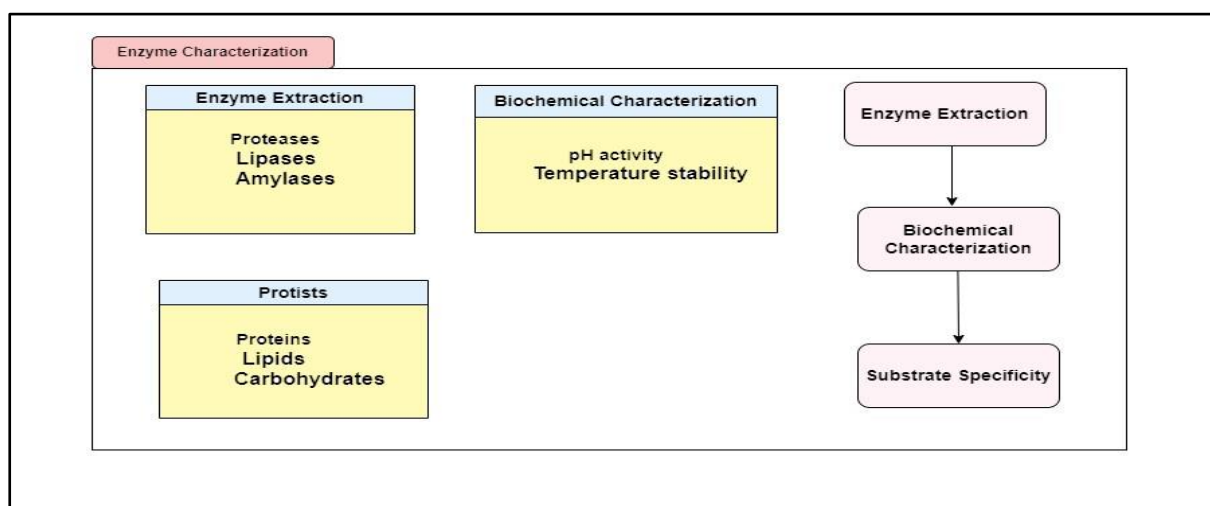 Enzyme Characterization
Enzyme Extraction
Proteases
Lipases
Amylases
Biochemical Characterization
pH activity
Temperature stability
Protists
Proteins
Lipids
Carbohydrates
Enzyme Extraction
Biochemical
Characterization
Substrate Specificity